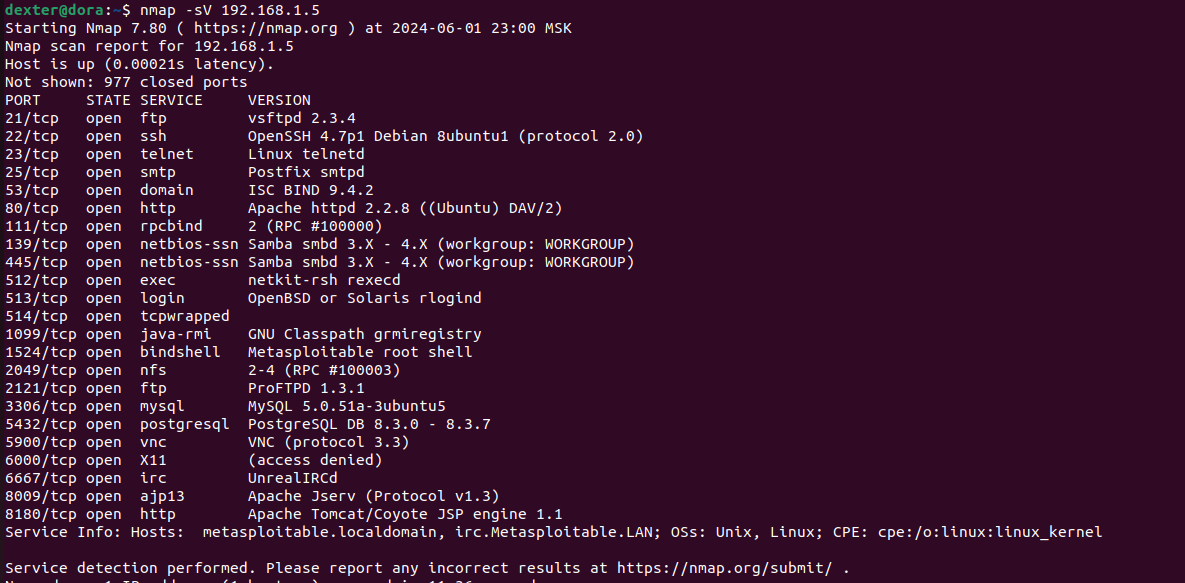 dexter@dora:~$ nmap -sV 192.168.1.5
Starting Nmap 7.80 ( https://nmap.org ) at 2024-06-01 23:00 MSK
Nmap scan report for 192.168.1.5
Host is up (0.00021s latency).
Not shown: 977 closed ports
PORT     STATE SERVICE     VERSION
21/tcp   open  ftp         vsftpd 2.3.4
22/tcp   open  ssh         OpenSSH 4.7p1 Debian 8ubuntu1 (protocol 2.0)
23/tcp   open  telnet      Linux telnetd
25/tcp   open  smtp        Postfix smtpd
53/tcp   open  domain      ISC BIND 9.4.2
80/tcp   open  http        Apache httpd 2.2.8 ((Ubuntu) DAV/2)
111/tcp  open  rpcbind     2 (RPC #100000)
139/tcp  open  netbios-ssn Samba smbd 3.X - 4.X (workgroup: WORKGROUP)
445/tcp  open  netbios-ssn Samba smbd 3.X - 4.X (workgroup: WORKGROUP)
512/tcp  open  exec        netkit-rsh rexecd
513/tcp  open  login       OpenBSD or Solaris rlogind
514/tcp  open  tcpwrapped
1099/tcp open  java-rmi    GNU Classpath grmiregistry
1524/tcp open  bindshell   Metasploitable root shell
2049/tcp open  nfs         2-4 (RPC #100003)
2121/tcp open  ftp         ProFTPD 1.3.1
3306/tcp open  mysql       MySQL 5.0.51a-3ubuntu5
5432/tcp open  postgresql  PostgreSQL DB 8.3.0 - 8.3.7
5900/tcp open  vnc         VNC (protocol 3.3)
6000/tcp open  X11         (access denied)
6667/tcp open  irc         UnrealIRCd
8009/tcp open  ajp13       Apache Jserv (Protocol v1.3)
8180/tcp open  http        Apache Tomcat/Coyote JSP engine 1.1
Service Info: Hosts:  metasploitable.localdomain, irc.Metasploitable.LAN; OSs: Unix, Linux; CPE: cpe:/o:linux:linux_kernel
Service detection performed. Please report any incorrect results at https://nmap.org/submit/ .